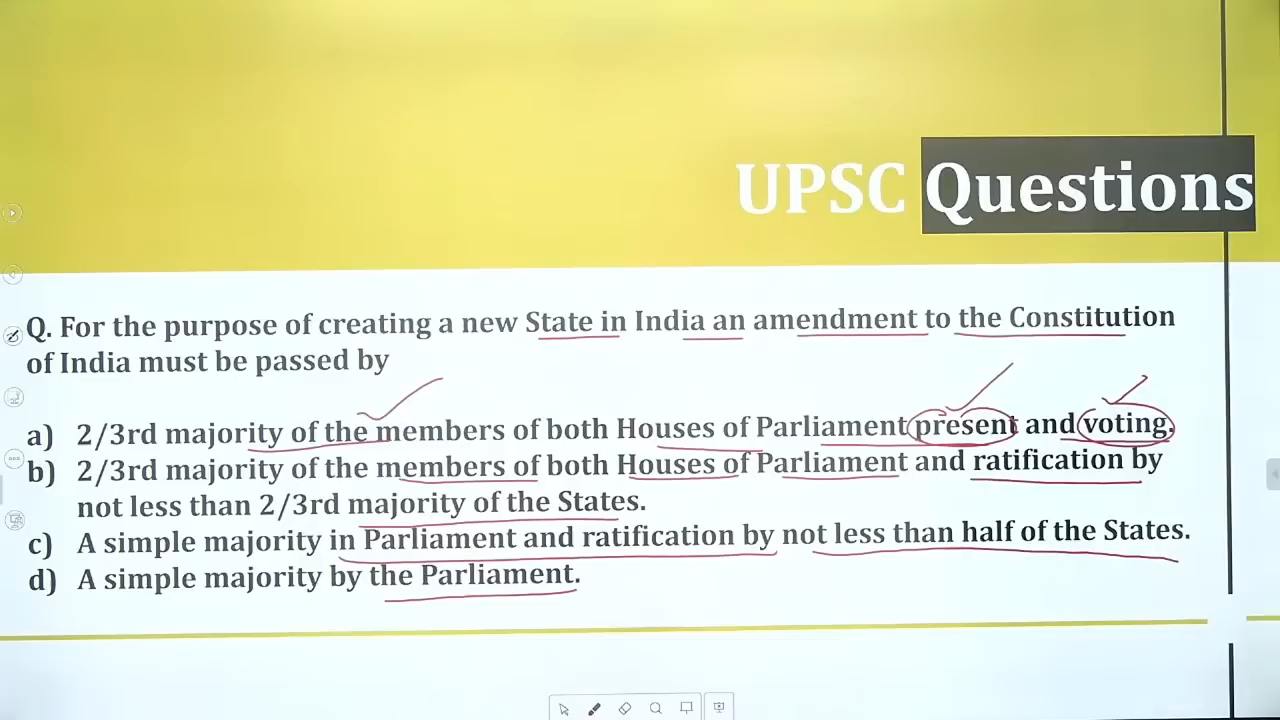 UPSC Questions
Q. For the purpose of creating a new State in India an amendment to the Constitution
of India must be passed by
a) 2/3rd majority of the members of both Houses of Parliament present and voting.
b) 2/3rd majority of the members of both Houses of Parliament and ratification by
not less than 2/3rd majority of the States.
c) A simple majority in Parliament and ratification by not less than half of the States.
d) A simple majority by the Parliament.